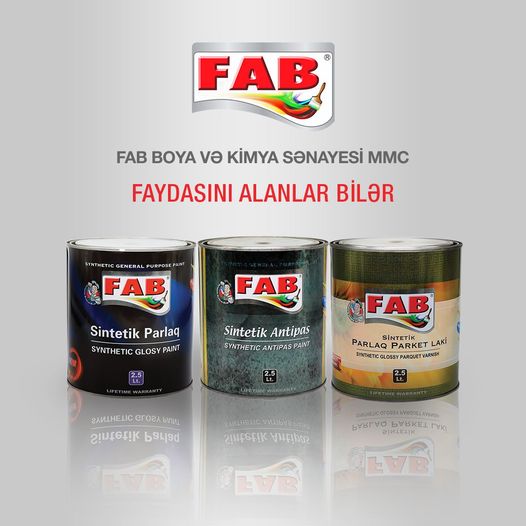 FAB®
FAB BOYA VƏ KİMYA SƏNAYESİ MMC
FAYDASINI ALANLAR BİLƏR
SYNTHETIC GENERAL PURPOSE PAINT
FAB
Sintetik Parlaq
SYNTHETIC GLOSY PAINT
2.5
Lt.
LIFETIME WARRANTY
FAB
Sintetik Antipas
SYNTHETIC ANTIPAS PAINT
2.5
Lt.
LIFETIME WARRANTY
FAB
SİNTETİK
PARLAQ PARKET LAKİ
SYNTHETIC GLOSSY PARQUET VARNISH
2.5
Lt.
LIFETIME WARRANTY